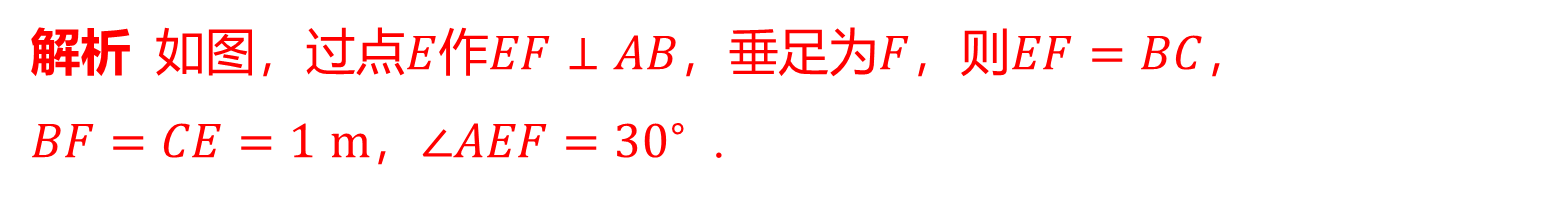 解析 如图，过点E作EF ⊥ AB，垂足为F，则EF = BC，
BF = CE = 1 m，∠AEF = 30° .